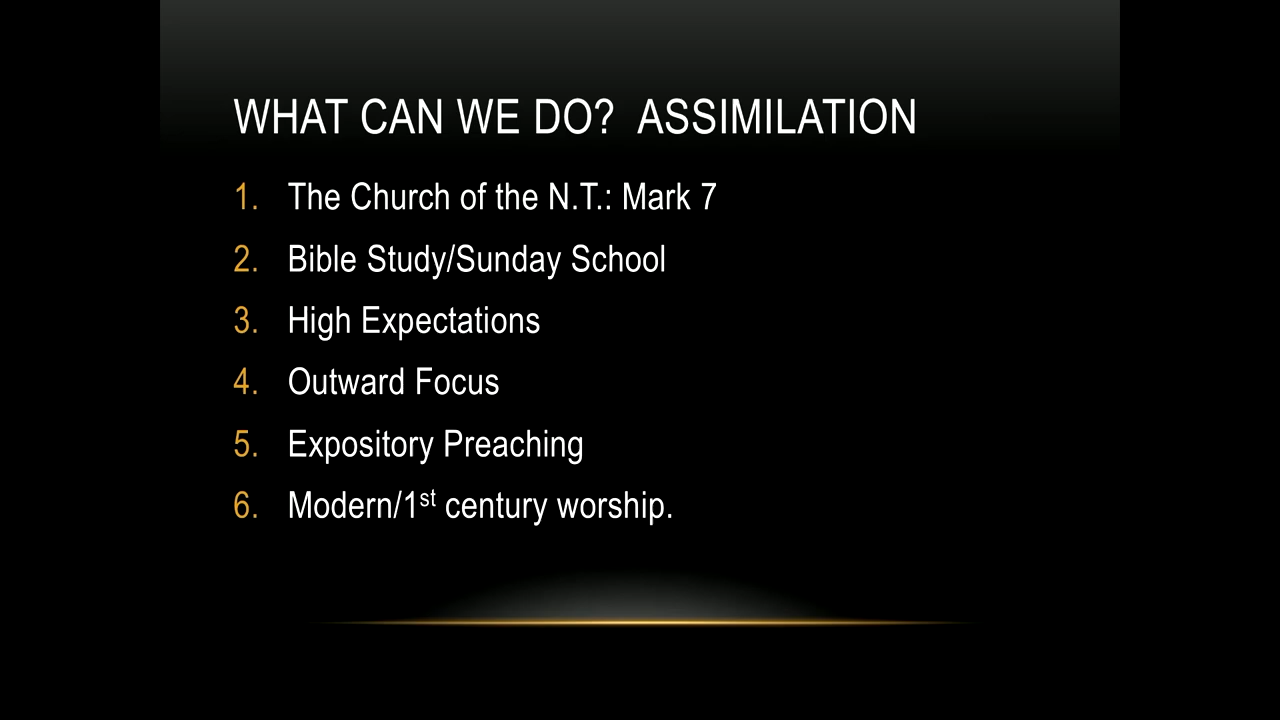 WHAT CAN WE DO?  ASSIMILATION
1. The Church of the N.T.: Mark 7
2. Bible Study/Sunday School
3. High Expectations
4. Outward Focus
5. Expository Preaching
6. Modern/1st century worship.